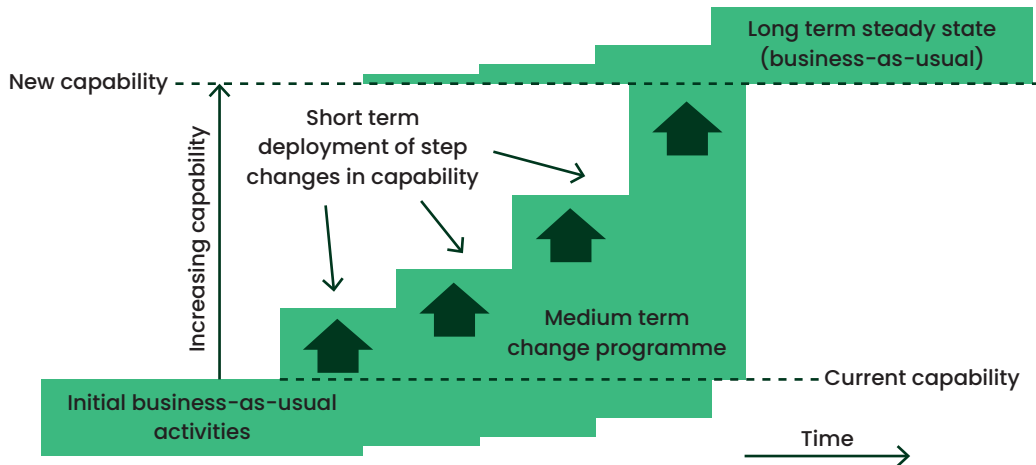 Long term steady state
(business-as-usual)
New capability
Short term
deployment of step
changes in capability
Increasing capability
Medium term
change programme
Current capability
Initial business-as-usual
activities
Time